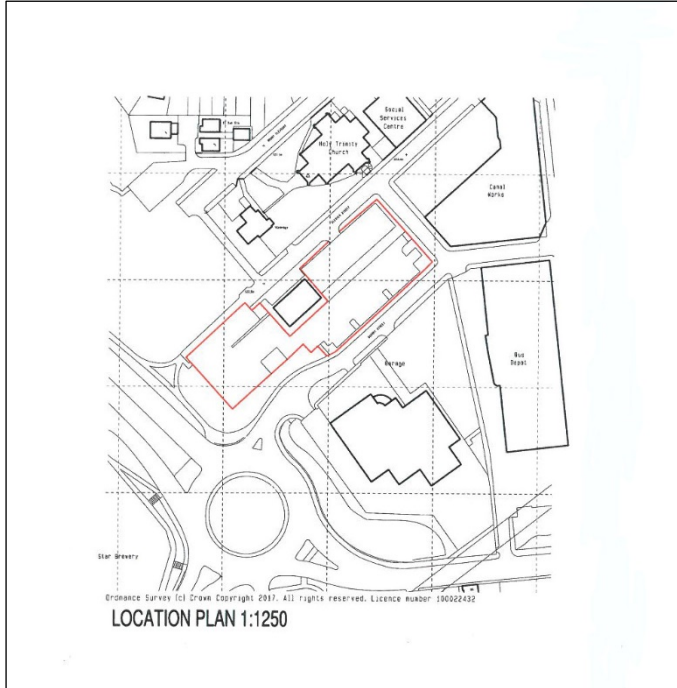 Social
Services
Centre
Holy Trinity
Church
Canal
Works
Garage
Bus
Depot
Star Brewery
Ordnance Survey (c) Crown Copyright 2017. All rights reserved. Licence number 100022432
LOCATION PLAN 1:1250